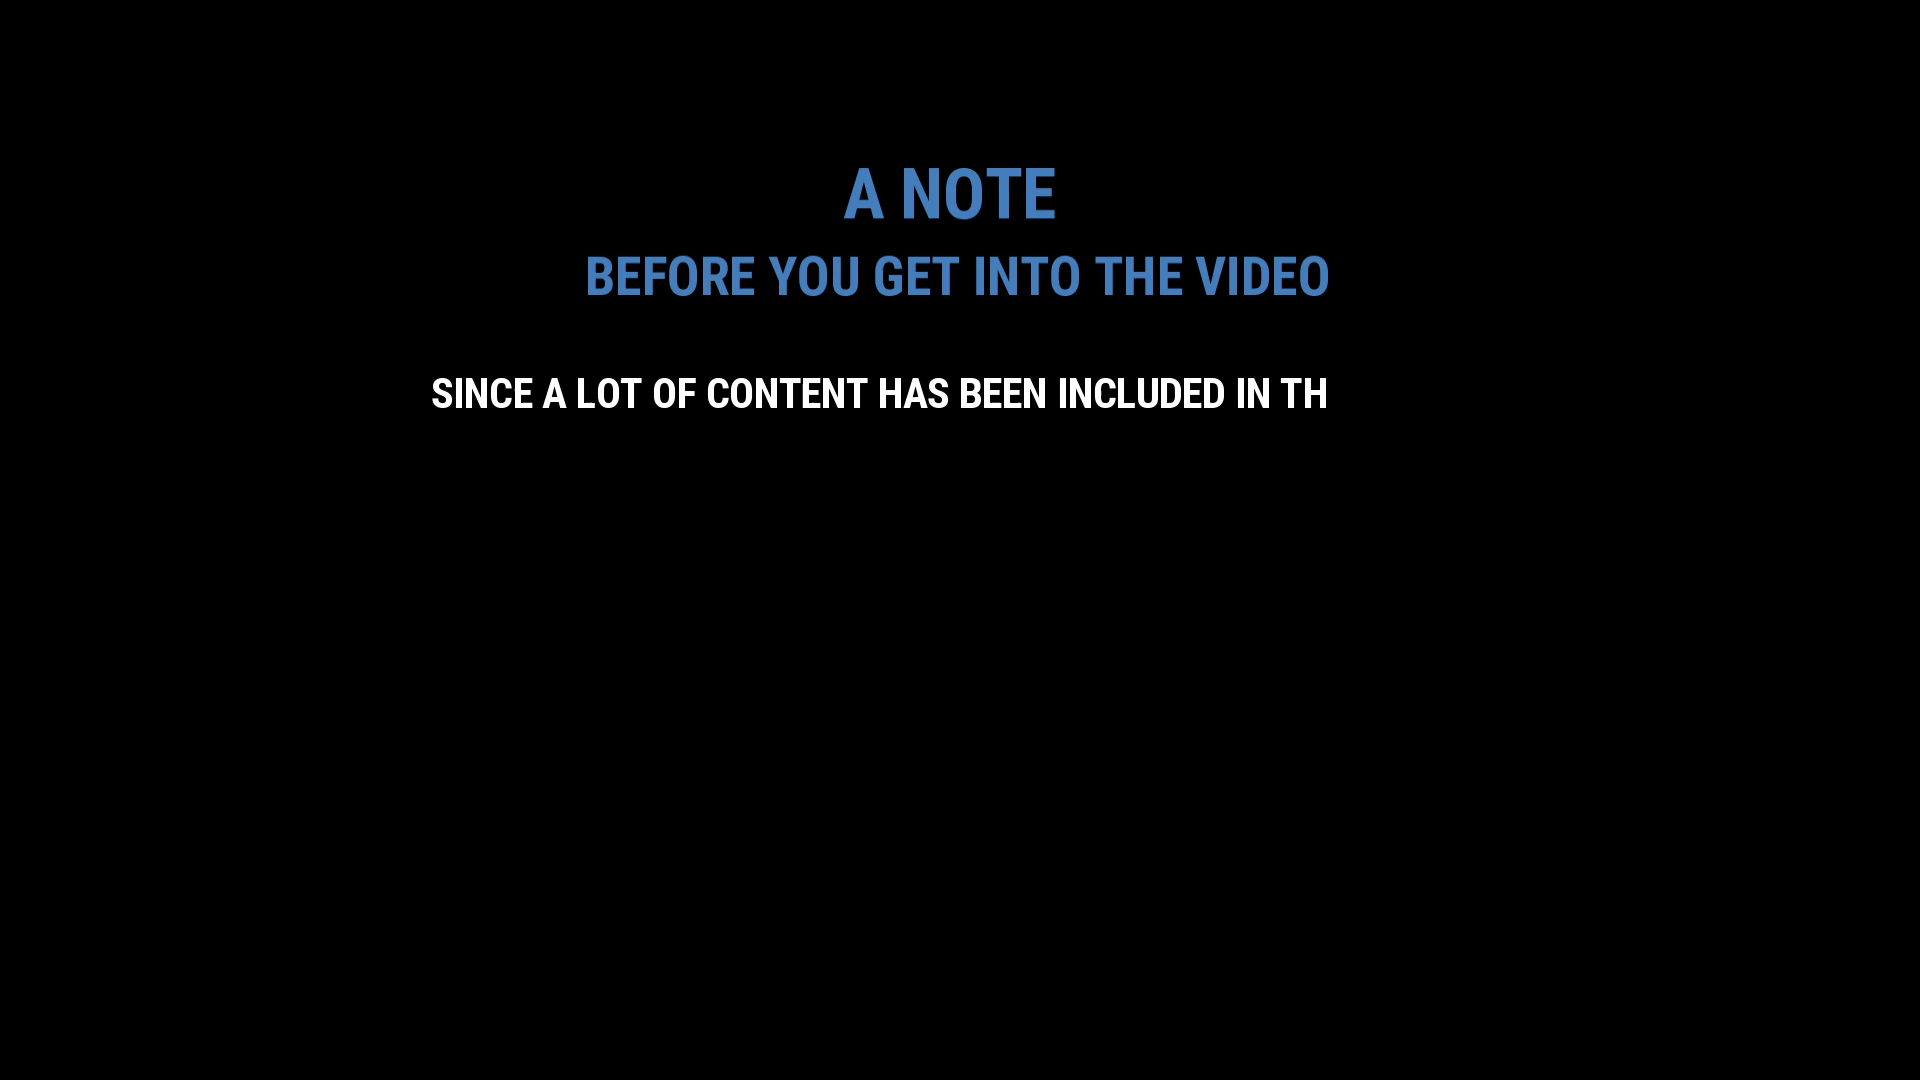 A NOTE
BEFORE YOU GET INTO THE VIDEO
SINCE A LOT OF CONTENT HAS BEEN INCLUDED IN TH